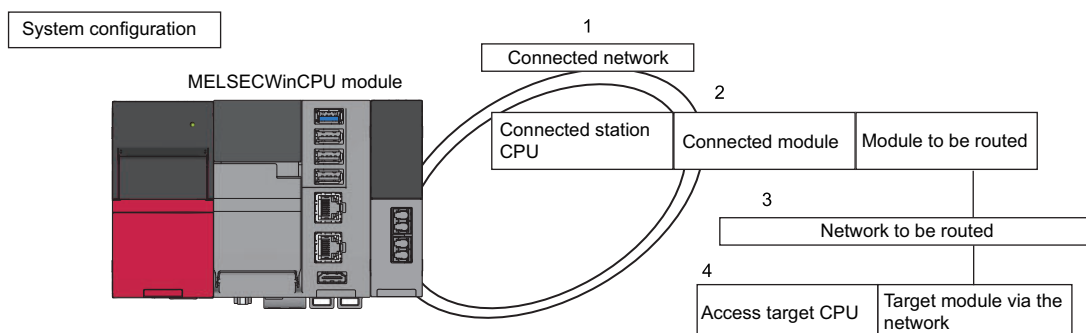 System configuration
1
Connected network
MELSECWinCPU module
2
Connected station
CPU
Connected module
Module to be routed
3
Network to be routed
4
Access target CPU
Target module via the
network